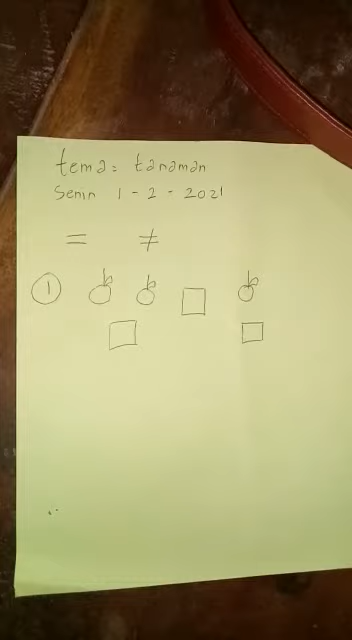 tema: tanaman
Senin 1-2-2021
= ≠
1